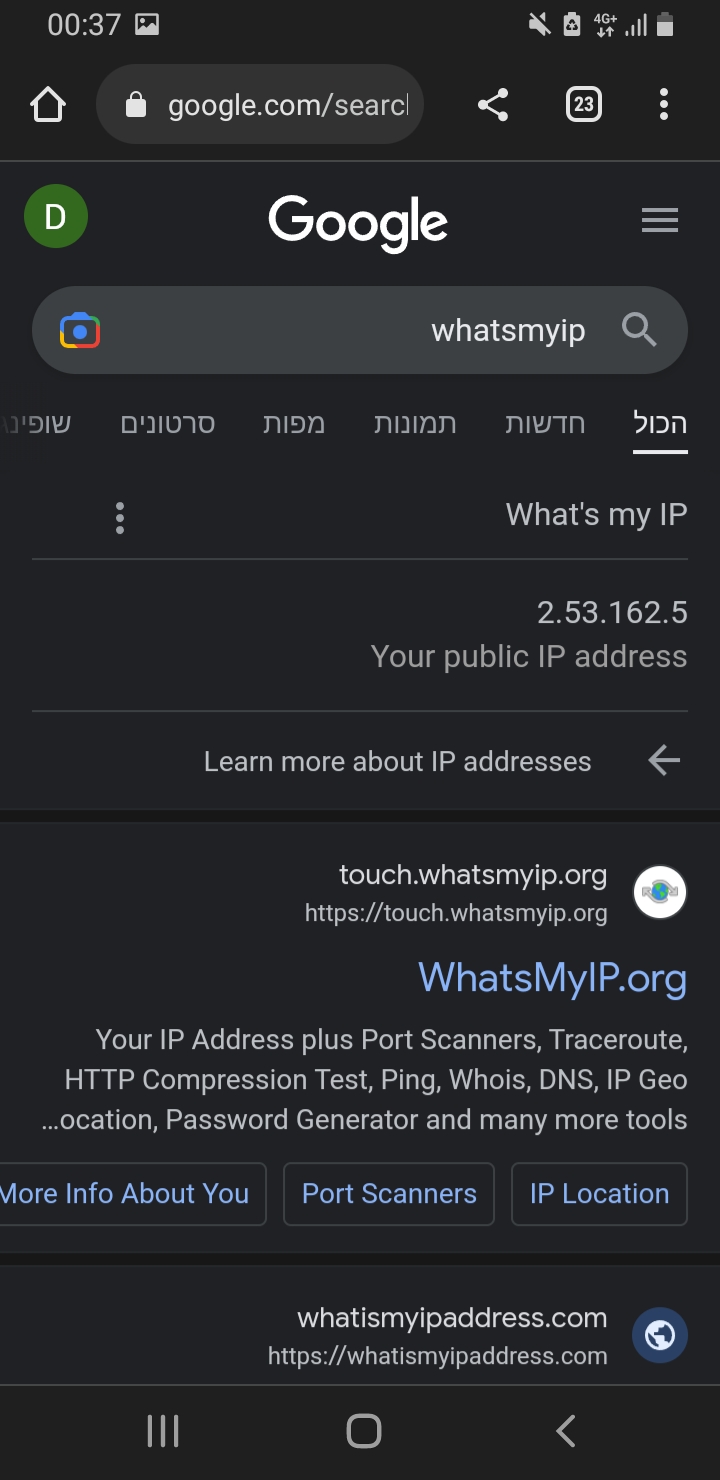 00:37
4G+
google.com/searc
23
D
Google
whatsmyip
הכול חדשות תמונות מפות סרטונים שופינג
What's my IP
2.53.162.5
Your public IP address
Learn more about IP addresses
touch.whatsmyip.org
https://touch.whatsmyip.org
WhatsMyIP.org
Your IP Address plus Port Scanners, Traceroute,
HTTP Compression Test, Ping, Whois, DNS, IP Geo
...ocation, Password Generator and many more tools
More Info About You Port Scanners IP Location
whatismyipaddress.com
https://whatismyipaddress.com